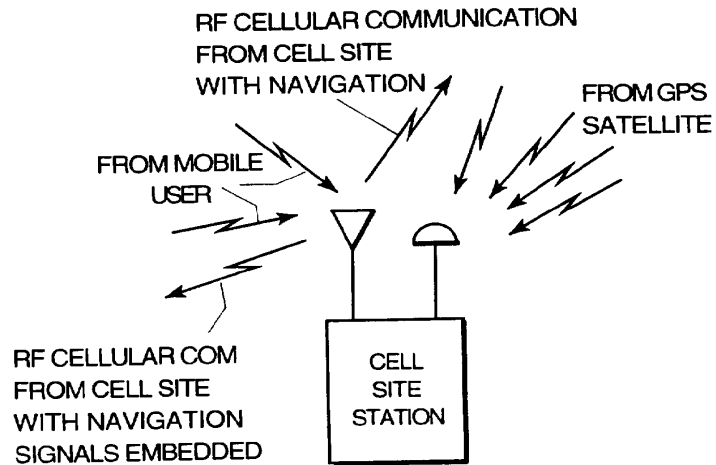 RF CELLULAR COMMUNICATION
FROM CELL SITE
WITH NAVIGATION
FROM GPS
SATELLITE
FROM MOBILE
USER
RF CELLULAR COM
FROM CELL SITE
WITH NAVIGATION
SIGNALS EMBEDDED
CELL
SITE
STATION